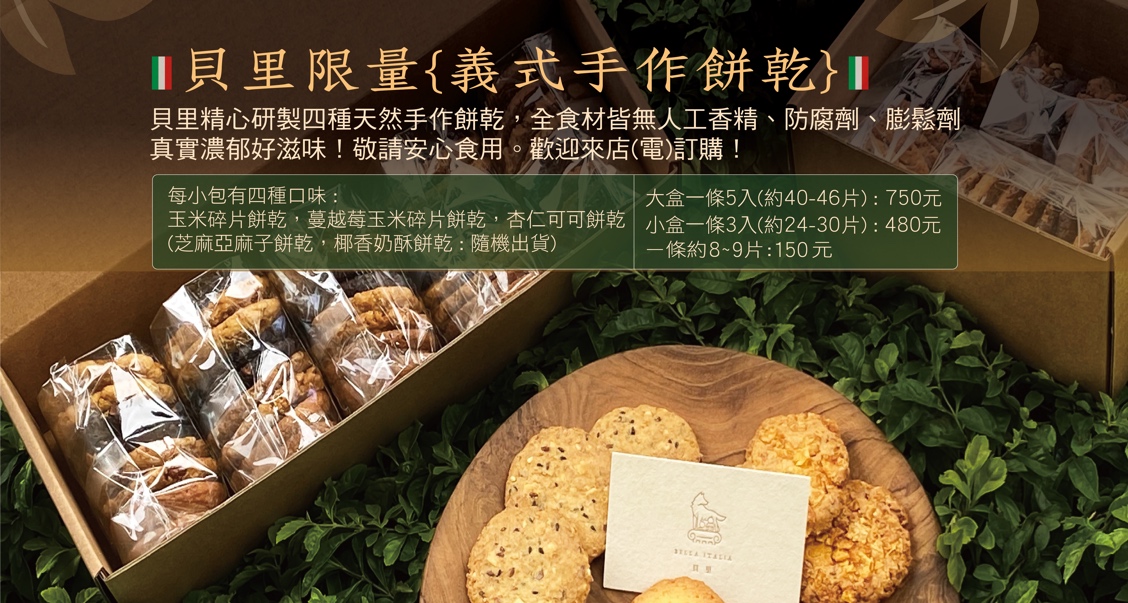 貝里限量{義式手作餅乾}
貝里精心研製四種天然手作餅乾，全食材皆無人工香精、防腐劑、膨鬆劑
真實濃郁好滋味！敬請安心食用。歡迎來店(電)訂購！
每小包有四種口味：
玉米碎片餅乾，蔓越莓玉米碎片餅乾，杏仁可可餅乾
(芝麻亞麻子餅乾，椰香奶酥餅乾：隨機出貨)
大盒一條5入(約40-46片)：750元
小盒一條3入(約24-30片)：480元
一條約8~9片:150元
BELLA ITALIA
貝里